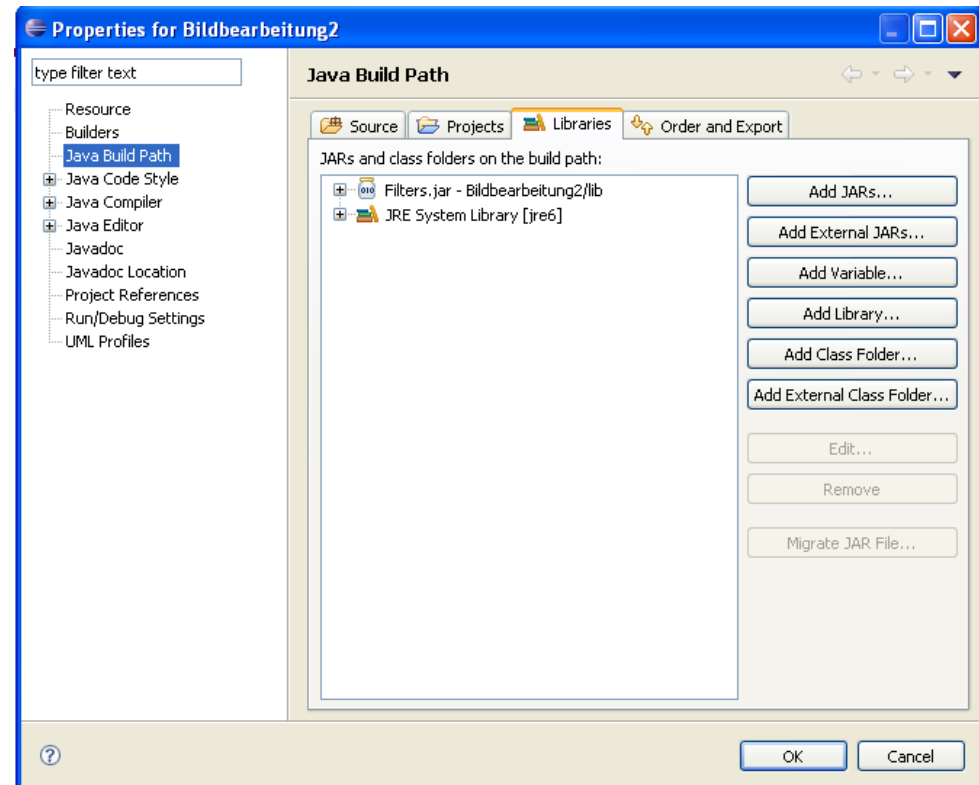 Properties for Bildbearbeitung2
type filter text
Resource
Builders
Java Build Path
Java Code Style
Java Compiler
Java Editor
Javadoc
Javadoc Location
Project References
Run/Debug Settings
UML Profiles
Java Build Path
Source
Projects
Libraries
Order and Export
JARs and class folders on the build path:
010 Filters.jar - Bildbearbeitung2/lib
JRE System Library [jre6]
Add JARs...
Add External JARs...
Add Variable...
Add Library...
Add Class Folder...
Add External Class Folder...
Edit...
Remove
Migrate JAR File...
?
OK
Cancel